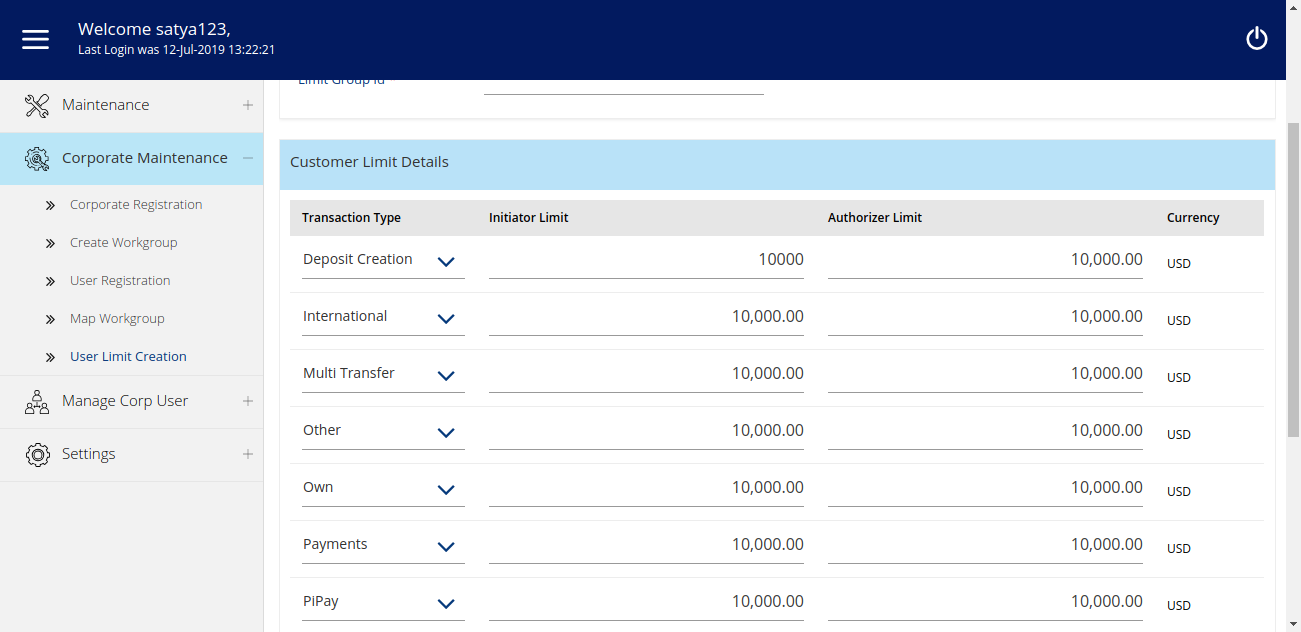 Welcome satya123,
Last Login was 12-Jul-2019 13:22:21
Maintenance
Corporate Maintenance
Corporate Registration
Create Workgroup
User Registration
Map Workgroup
User Limit Creation
Manage Corp User
Settings
Limit Group Id
Customer Limit Details
Transaction Type Initiator Limit Authorizer Limit Currency
Deposit Creation 10000 10,000.00 USD
International 10,000.00 10,000.00 USD
Multi Transfer 10,000.00 10,000.00 USD
Other 10,000.00 10,000.00 USD
Own 10,000.00 10,000.00 USD
Payments 10,000.00 10,000.00 USD
PiPay 10,000.00 10,000.00 USD